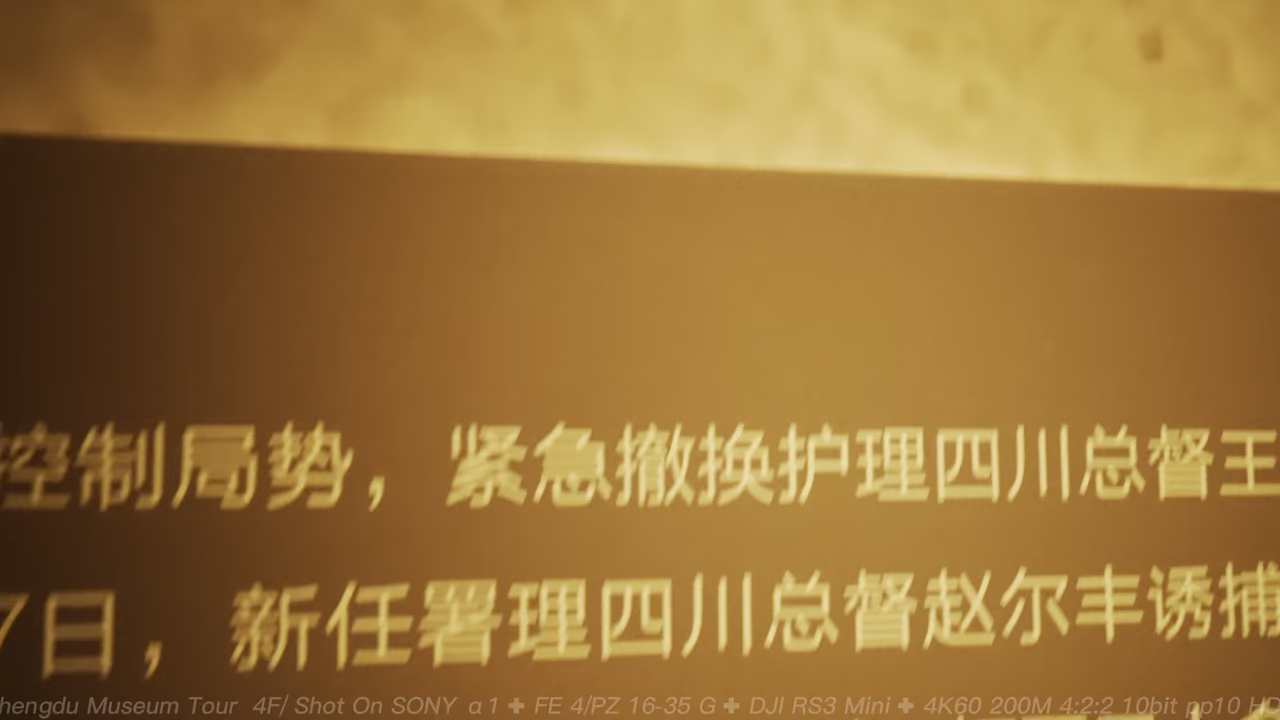 控制局势，紧急撤换护理四川总督王
7日，新任署理四川总督赵尔丰诱捕
hengdu Museum Tour 4F/ Shot On SONY α1 ✚ FE 4/PZ 16-35 G ✚ DJI RS3 Mini ✚ 4K60 200M 4:2:2 10bit pp10 HD